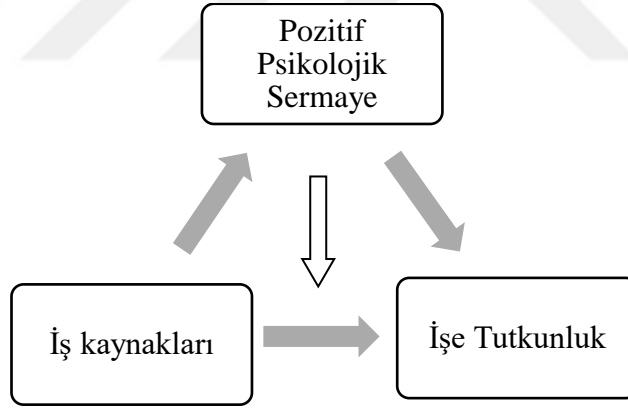 Pozitif
Psikolojik
Sermaye
İş kaynakları
İşe Tutkunluk